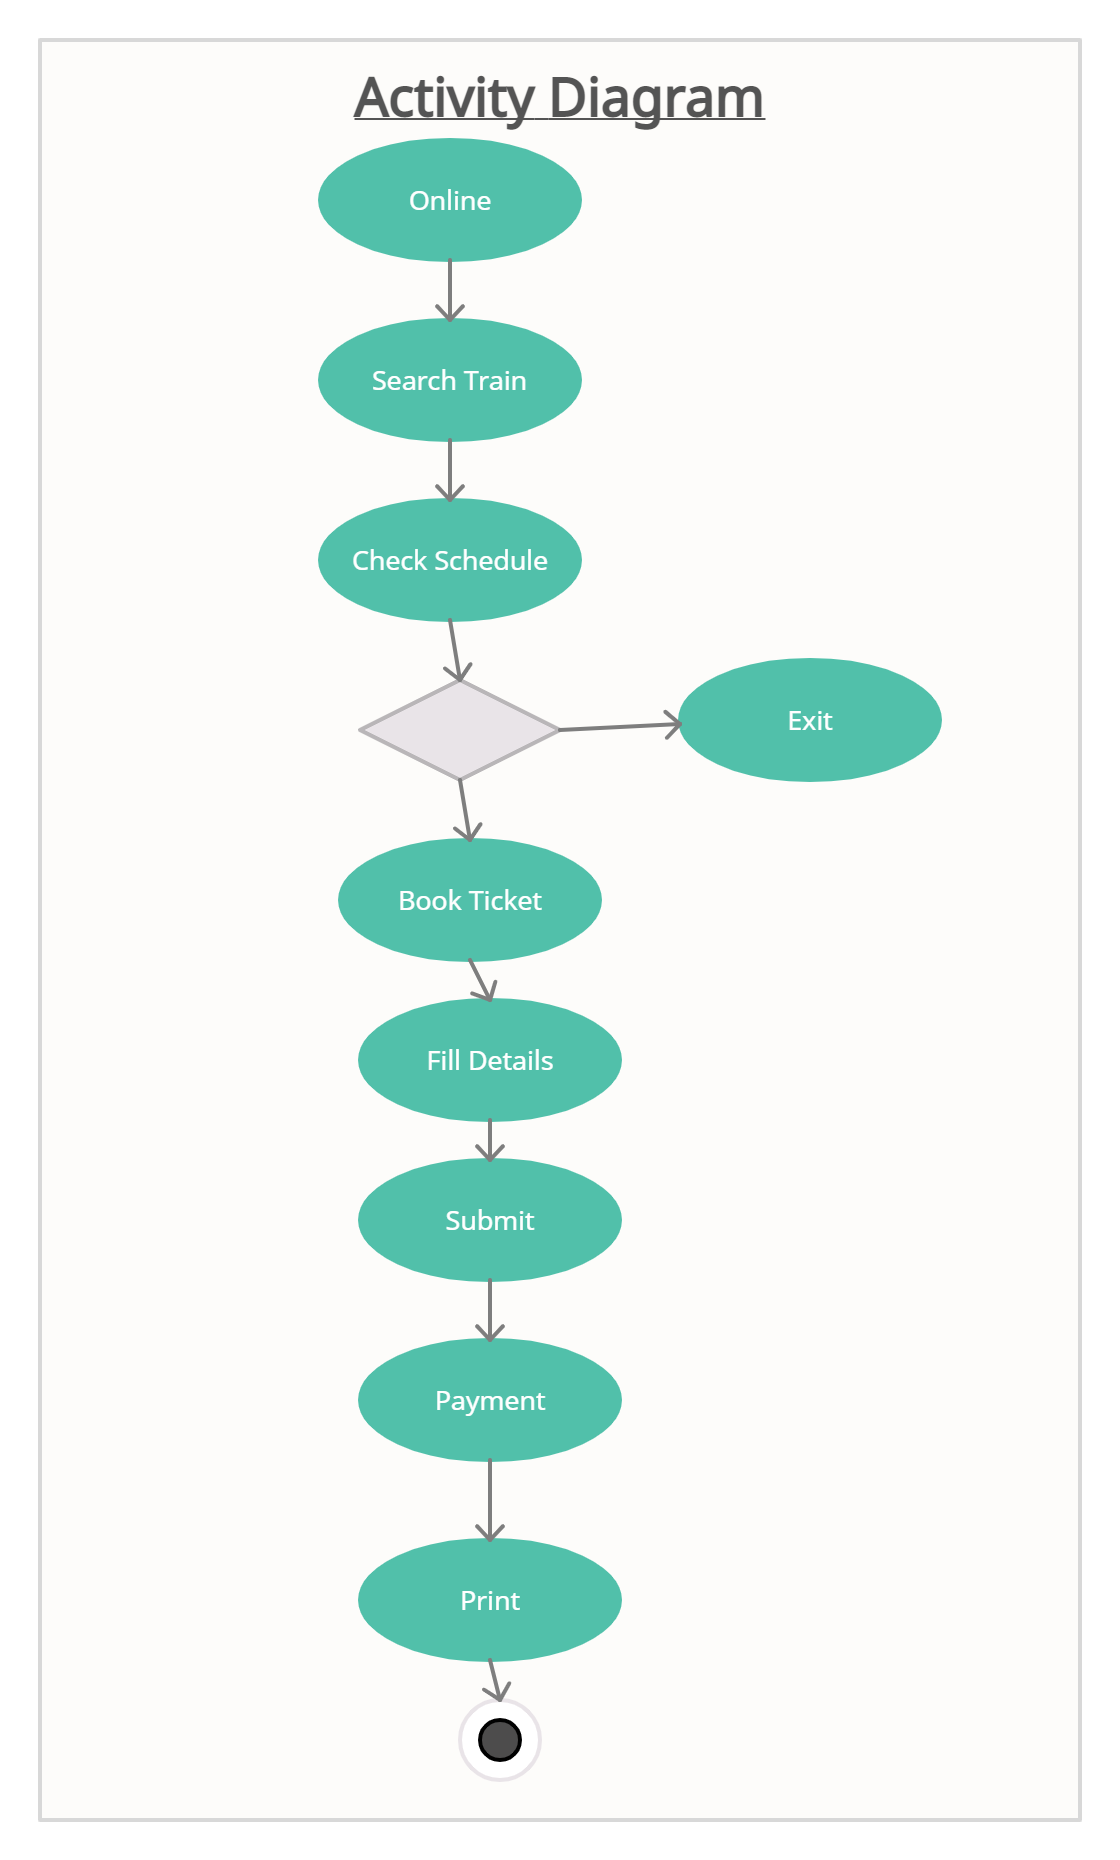 Activity Diagram
Online
Search Train
Check Schedule
Exit
Book Ticket
Fill Details
Submit
Payment
Print